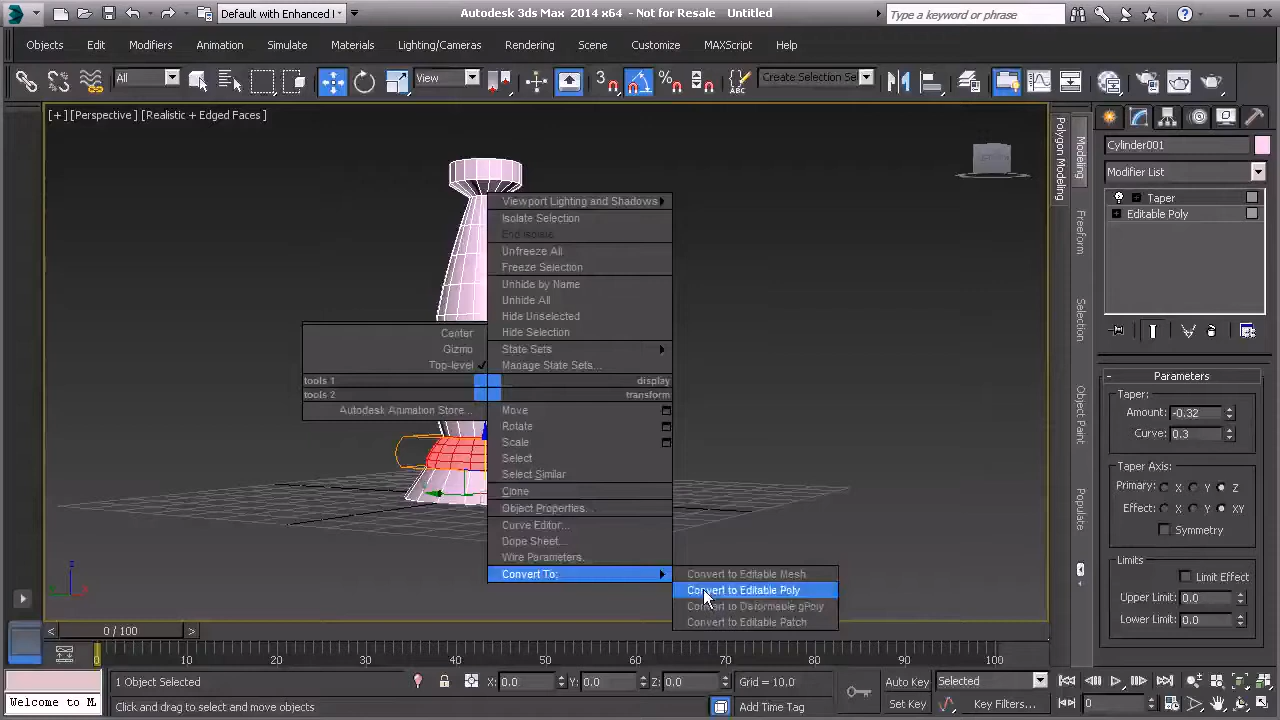 Default with Enhanced
Autodesk 3ds Max 2014 x64 - Not for Resale Untitled
Type a keyword or phrase
Objects Edit Modifiers Animation Simulate Materials Lighting/Cameras Rendering Scene Customize MAXScript Help
All View 3 Create Selection Se
ABC
[+] [Perspective] [Realistic + Edged Faces]
Polygon Modeling
Modeling
Freeform
Selection
Object Paint
Populate
Cylinder001
Modifier List
Taper
Editable Poly
Viewport Lighting and Shadows
Isolate Selection
End Isolate
Unfreeze All
Freeze Selection
Unhide by Name
Unhide All
Hide Unselected
Hide Selection
State Sets
Manage State Sets...
Center
Gizmo
Top-level
tools 1 display
tools 2 transform
Autodesk Animation Store...
Move
Rotate
Scale
Select
Select Similar
Clone
Object Properties...
Curve Editor...
Dope Sheet...
Wire Parameters...
Convert To:
Convert to Editable Mesh
Convert to Editable Poly
Convert to Deformable gPoly
Convert to Editable Patch
- Parameters
Taper:
Amount: -0.32
Curve: 0.3
Taper Axis:
Primary: X Y Z
Effect: X Y XY
Symmetry
Limits
Limit Effect
Upper Limit: 0.0
Lower Limit: 0.0
z
< 0 / 100 >
0 10 20 30 40 50 60 70 80 90 100
1 Object Selected X: 0.0 Y: 0.0 Z: 0.0 Grid = 10.0 Auto Key Selected
Welcome to M Click and drag to select and move objects Add Time Tag Set Key Key Filters... 0